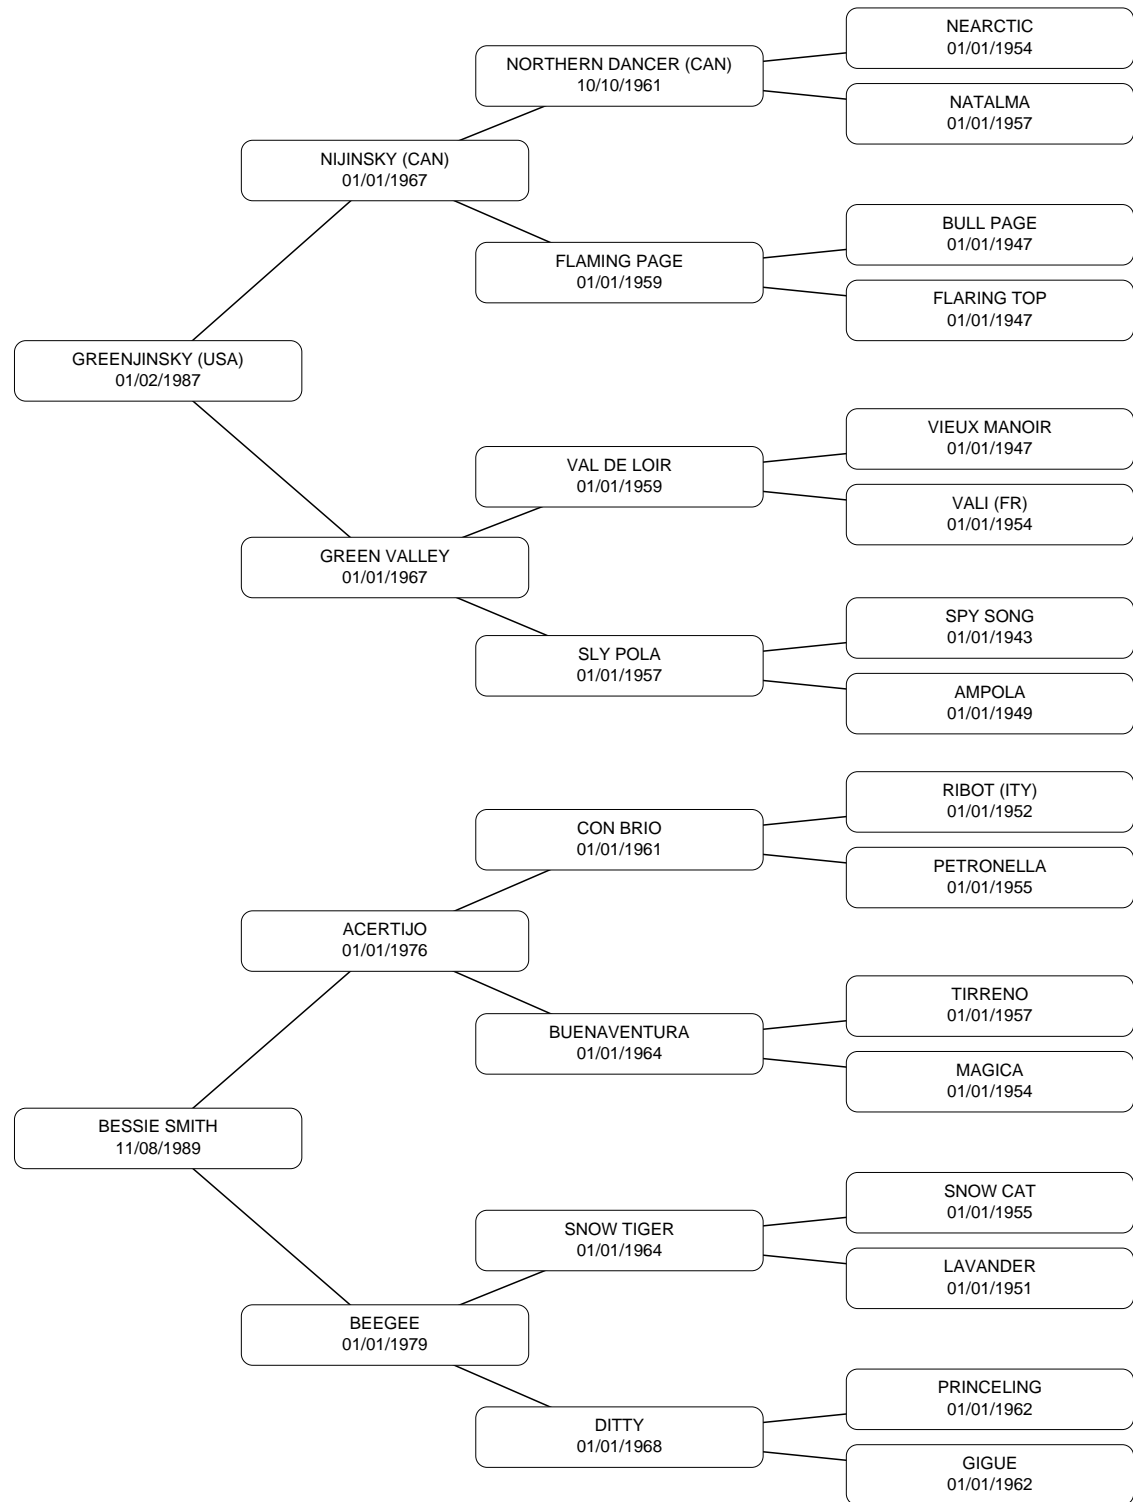 NEARCTIC
01/01/1954
NORTHERN DANCER (CAN)
10/10/1961
NATALMA
01/01/1957
NIJINSKY (CAN)
01/01/1967
BULL PAGE
01/01/1947
FLAMING PAGE
01/01/1959
FLARING TOP
01/01/1947
GREENJINSKY (USA)
01/02/1987
VIEUX MANOIR
01/01/1947
VAL DE LOIR
01/01/1959
VALI (FR)
01/01/1954
GREEN VALLEY
01/01/1967
SPY SONG
01/01/1943
SLY POLA
01/01/1957
AMPOLA
01/01/1949
RIBOT (ITY)
01/01/1952
CON BRIO
01/01/1961
PETRONELLA
01/01/1955
ACERTIJO
01/01/1976
TIRRENO
01/01/1957
BUENAVENTURA
01/01/1964
MAGICA
01/01/1954
BESSIE SMITH
11/08/1989
SNOW CAT
01/01/1955
SNOW TIGER
01/01/1964
LAVANDER
01/01/1951
BEEGEE
01/01/1979
PRINCELING
01/01/1962
DITTY
01/01/1968
GIGUE
01/01/1962